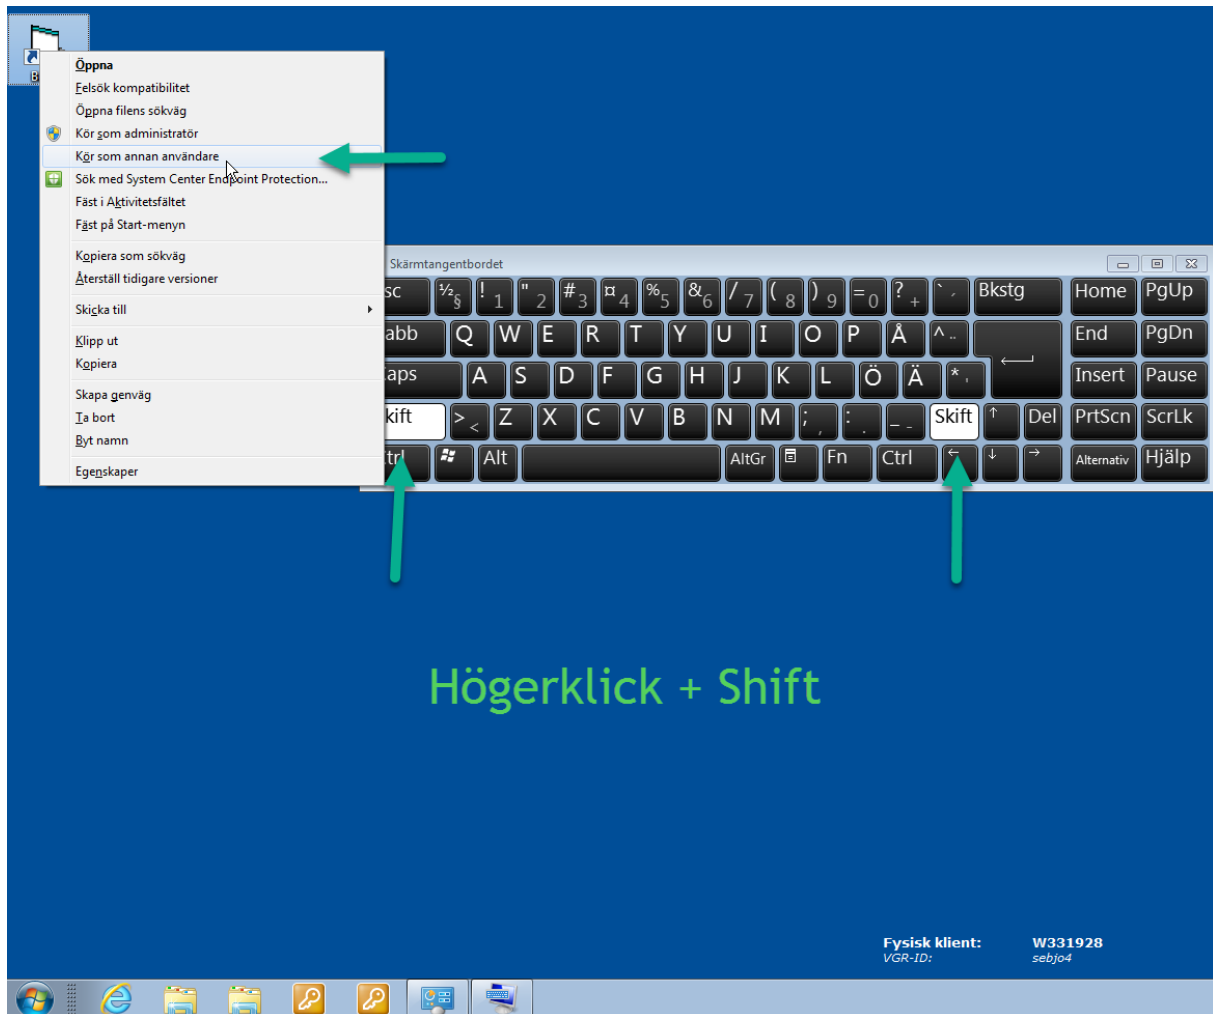 B
Öppna
Felsök kompatibilitet
Öppna filens sökväg
Kör som administratör
Kör som annan användare
Sök med System Center Endpoint Protection...
Fäst i Aktivitetsfältet
Fäst på Start-menyn
Kopiera som sökväg
Återställ tidigare versioner
Skicka till
Klipp ut
Kopiera
Skapa genväg
Ta bort
Byt namn
Egenskaper
Skärmtangentbordet
sc ½ § ! 1 " 2 # 3 ¤ 4 % 5 & 6 / 7 ( 8 ) 9 = 0 ? + ` ´ Bkstg Home PgUp
abb Q W E R T Y U I O P Å ^ ¨ End PgDn
aps A S D F G H J K L Ö Ä * ' Insert Pause
kift > < Z X C V B N M ; , : . _ - Skift ↑ Del PrtScn ScrLk
Ctrl Alt AltGr Fn Ctrl ← ↓ → Alternativ Hjälp
Högerklick + Shift
Fysisk klient: W331928
VGR-ID: sebjo4